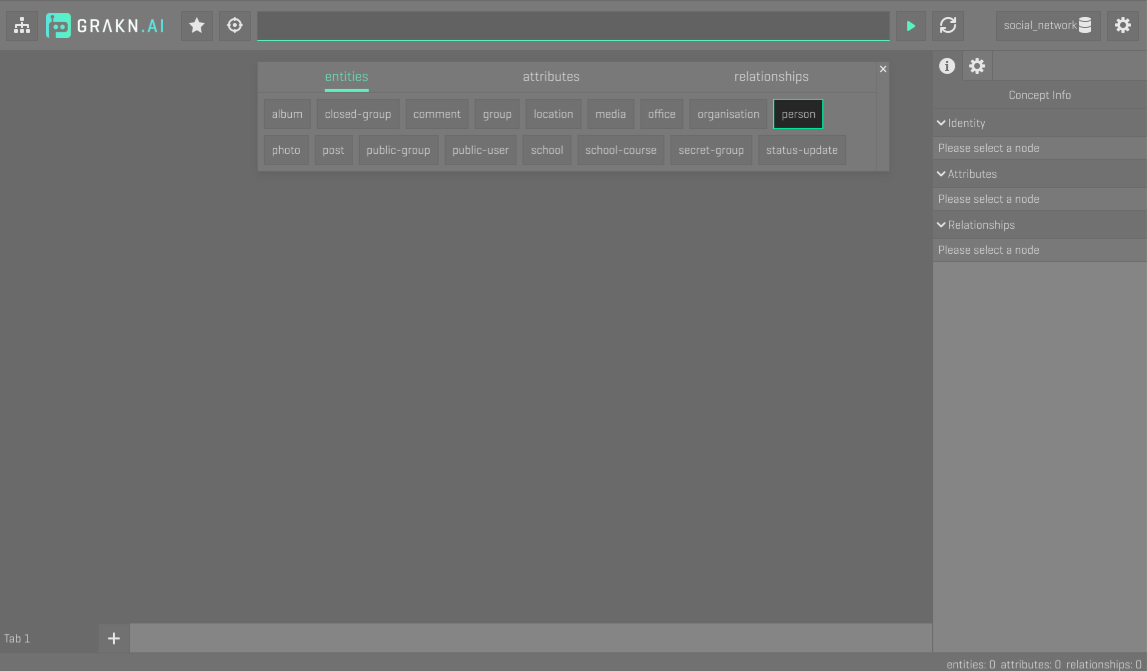 GRAKN.AI
social_network
entities attributes relationships
album closed-group comment group location media office organisation person
photo post public-group public-user school school-course secret-group status-update
Concept Info
Identity
Please select a node
Attributes
Please select a node
Relationships
Please select a node
Tab 1
entities: 0 attributes: 0 relationships: 0